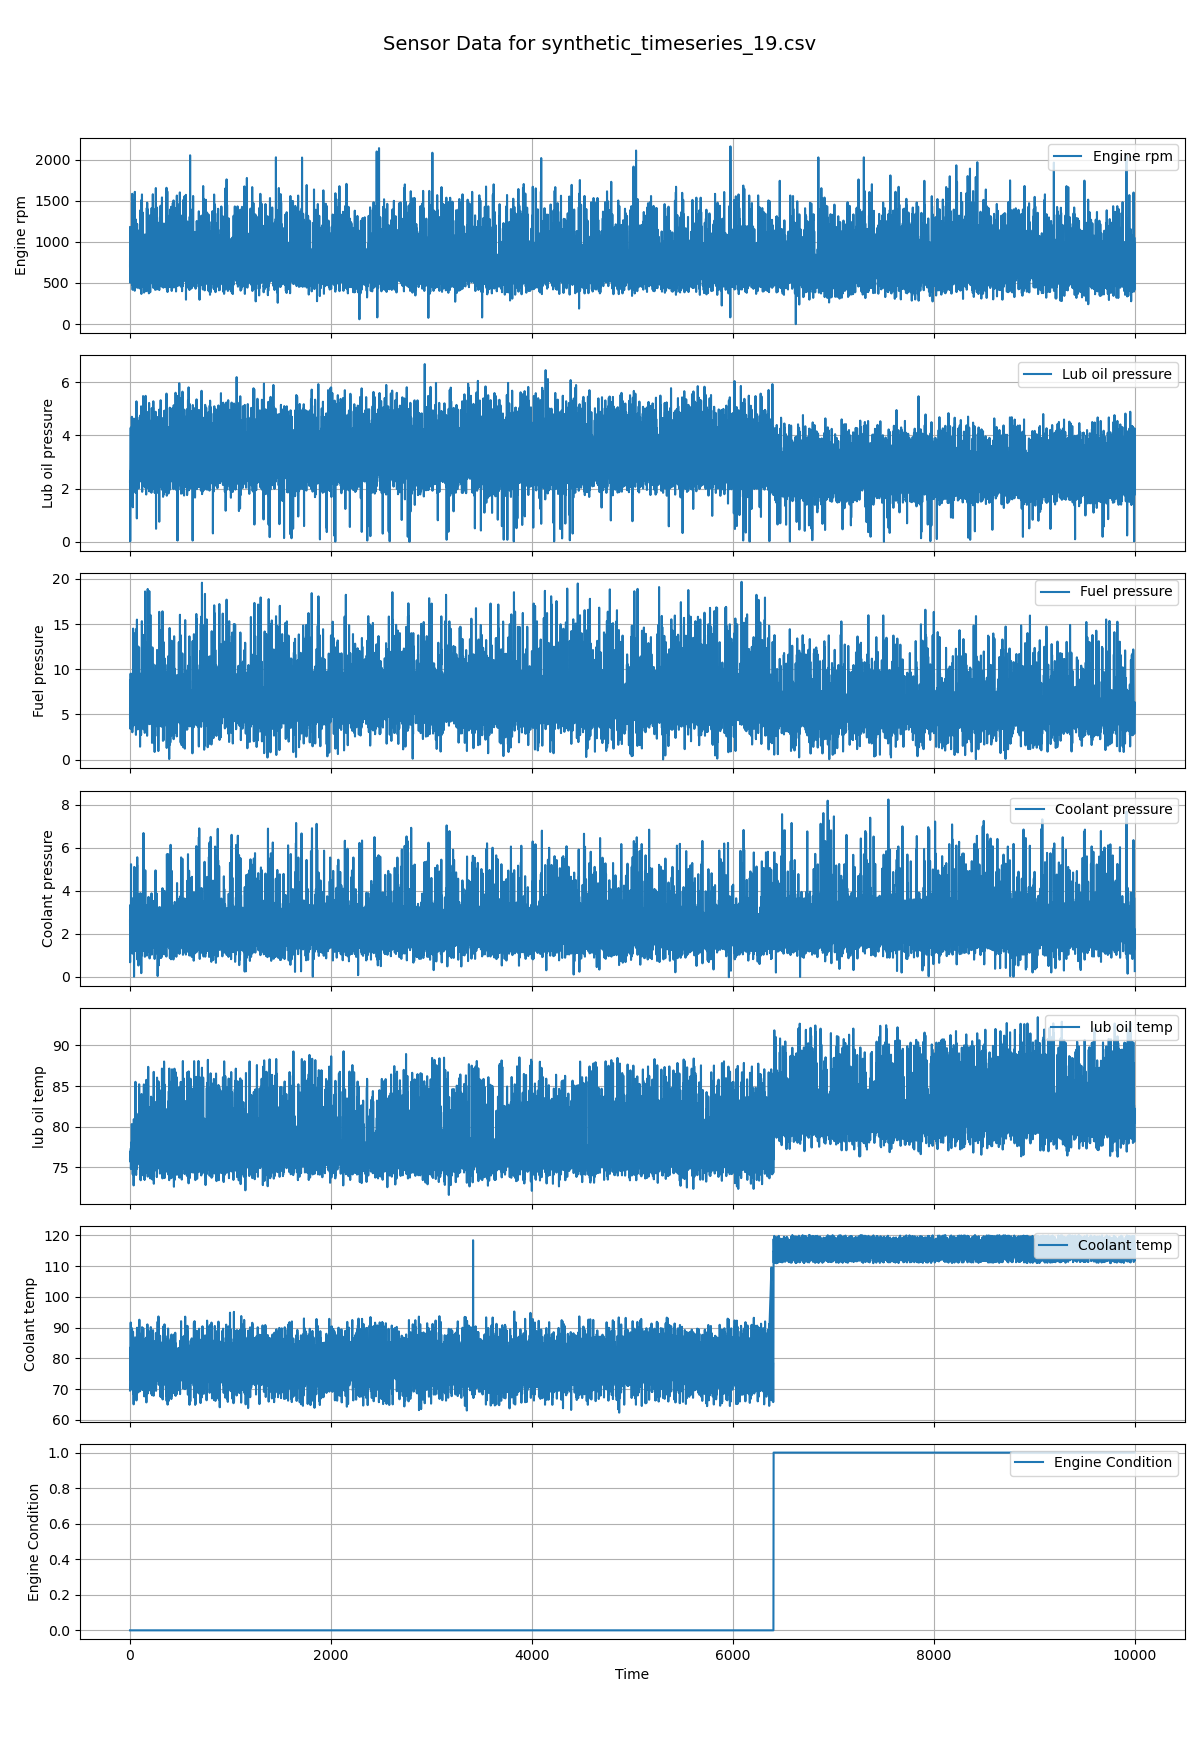 Sensor Data for synthetic_timeseries_19.csv
Engine rpm
2000
1500
1000
500
0
Engine rpm
Lub oil pressure
6
4
2
0
Lub oil pressure
Fuel pressure
20
15
10
5
0
Fuel pressure
Coolant pressure
8
6
4
2
0
Coolant pressure
lub oil temp
90
85
80
75
lub oil temp
Coolant temp
120
110
100
90
80
70
60
Coolant temp
Engine Condition
1.0
0.8
0.6
0.4
0.2
0.0
Engine Condition
0 2000 4000 6000 8000 10000
Time